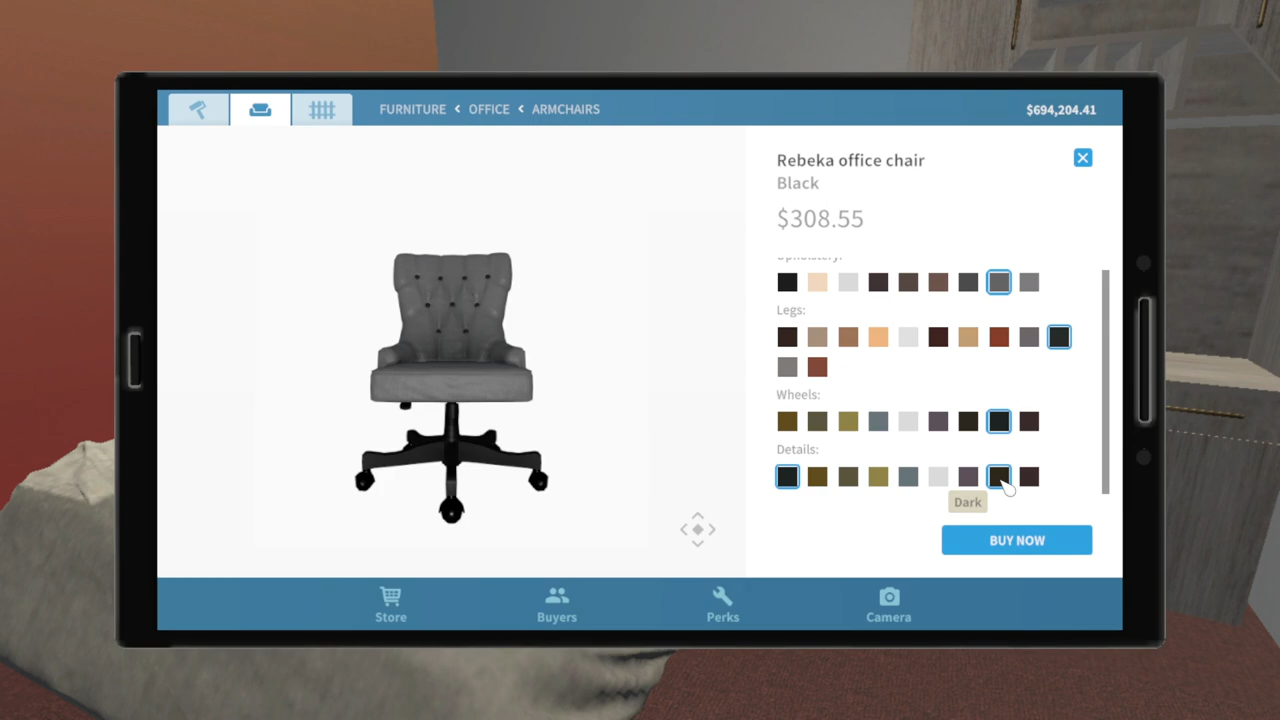 FURNITURE < OFFICE < ARMCHAIRS
$694,204.41
Rebeka office chair
Black
$308.55
Upholstery:
Legs:
Wheels:
Details:
Dark
BUY NOW
Store
Buyers
Perks
Camera